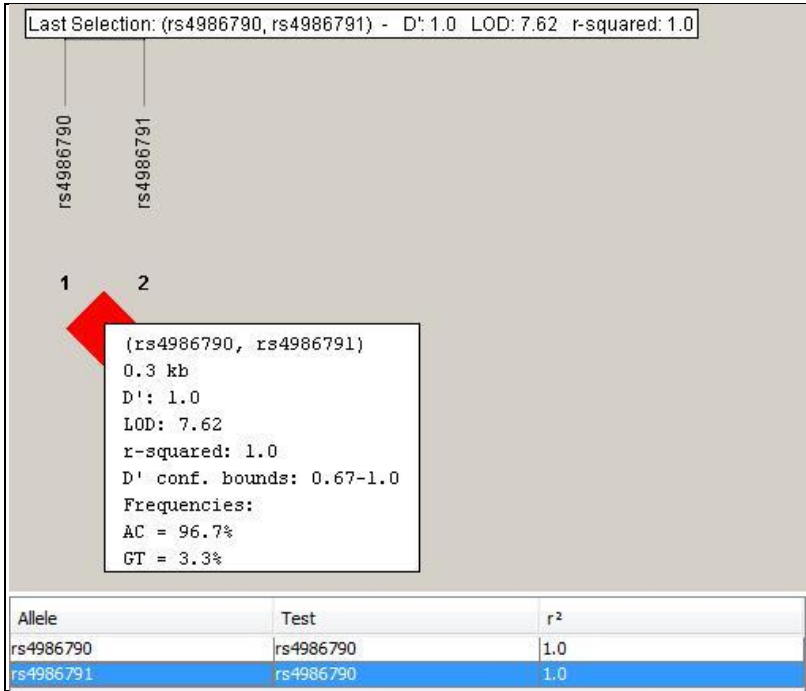 Last Selection: (rs4986790, rs4986791) - D': 1.0 LOD: 7.62 r-squared: 1.0
rs4986790
rs4986791
1 2
(rs4986790, rs4986791)
0.3 kb
D': 1.0
LOD: 7.62
r-squared: 1.0
D' conf. bounds: 0.67-1.0
Frequencies:
AC = 96.7%
GT = 3.3%
Allele Test r²
rs4986790 rs4986790 1.0
rs4986791 rs4986790 1.0